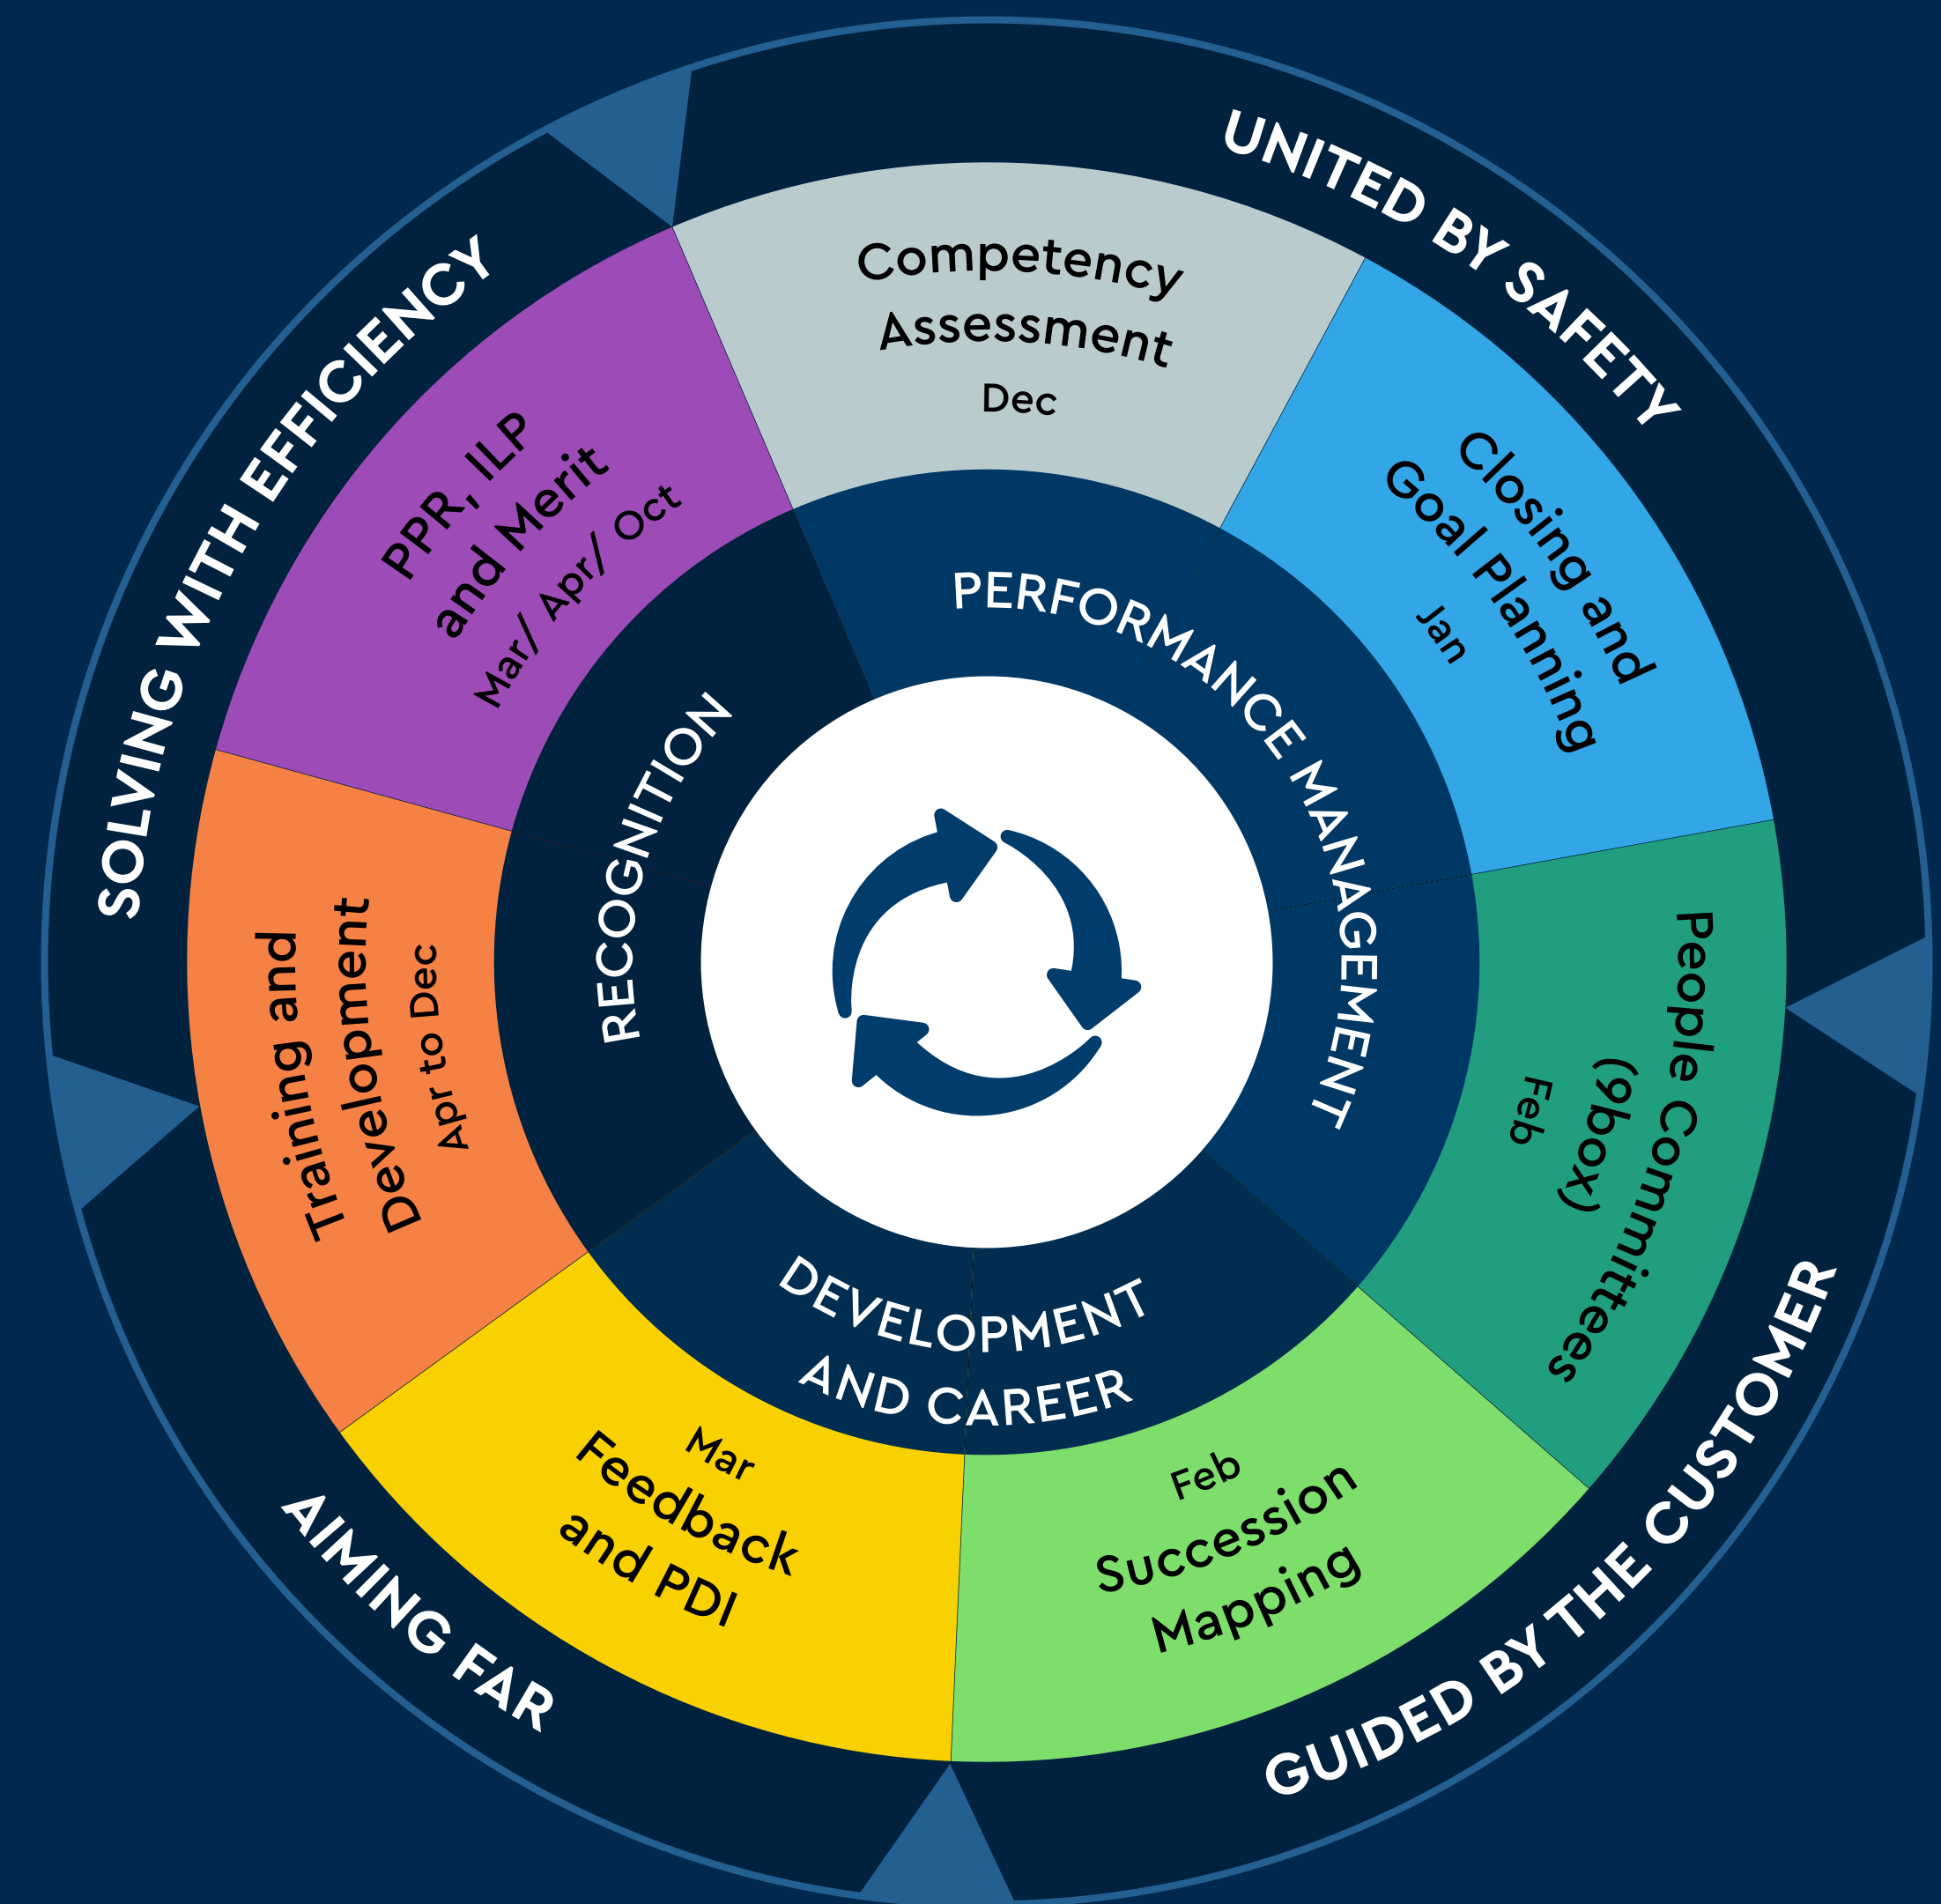 UNITED BY SAFETY
GUIDED BY THE CUSTOMER
AIMING FAR
SOLVING WITH EFFICIENCY
Competency
Assessment
Dec
Closing and
Goal Planning
Jan
People Committees
(9box)
Feb
Feb
Succession
Mapping
Mar
Feedback
and PDI
Training and
Development
Apr to Dec
PPR, ILP
and Merit
Mar/ Apr/ Oct
PERFORMANCE MANAGEMENT
DEVELOPMENT
AND CAREER
RECOGNITION